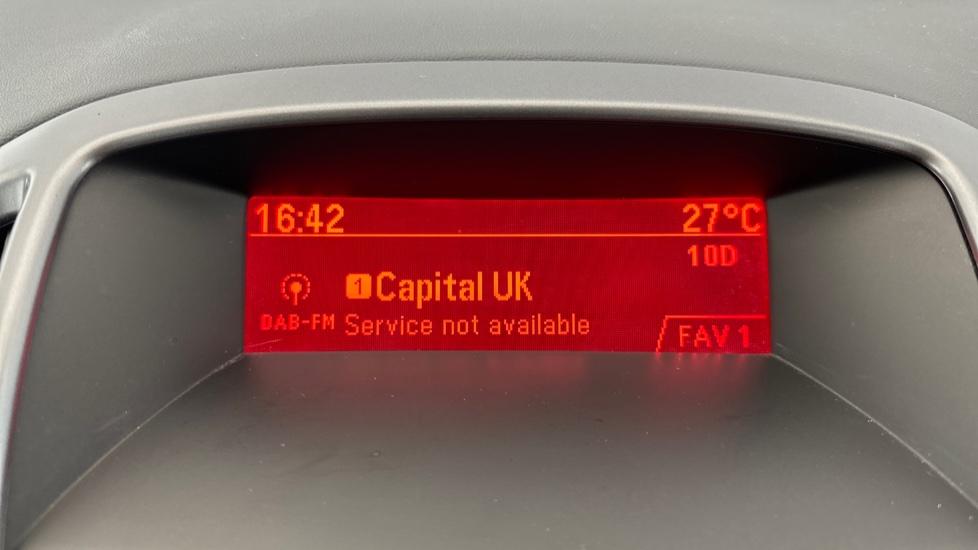 16:42 27°C
10D
1 Capital UK
DAB-FM Service not available
FAV 1